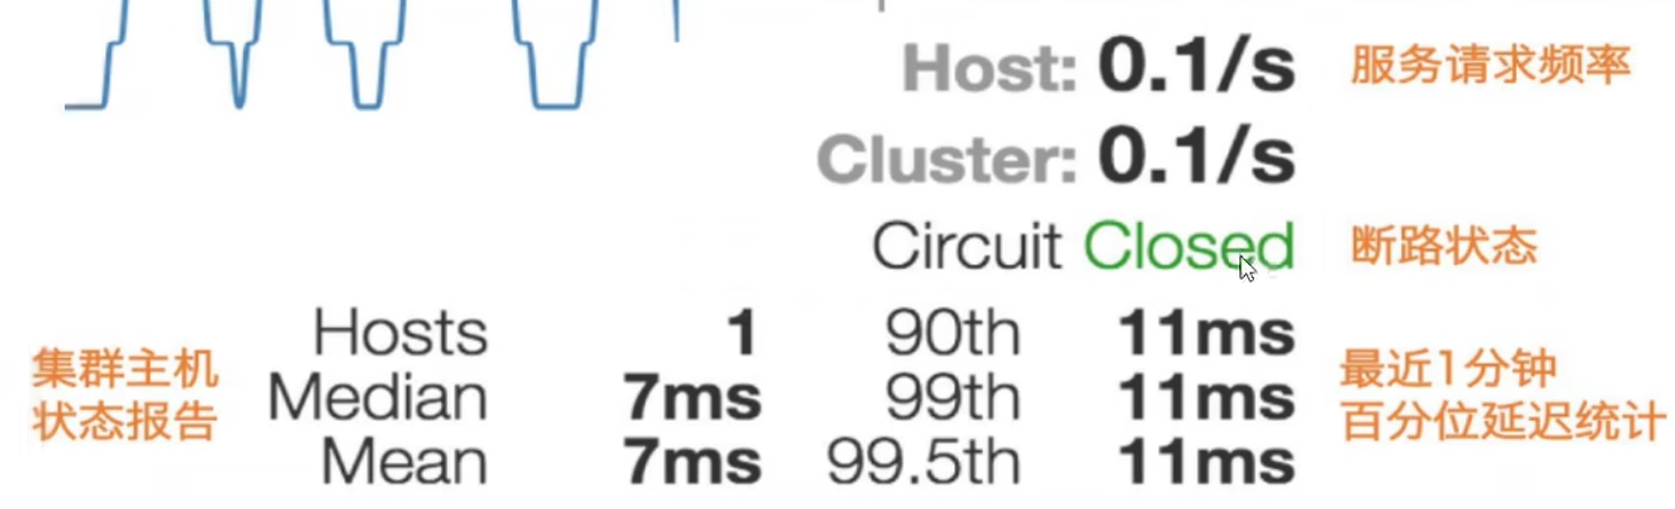 Host: 0.1/s 服务请求频率
Cluster: 0.1/s
Circuit Closed 断路状态
集群主机
状态报告
Hosts 1 90th 11ms
Median 7ms 99th 11ms
Mean 7ms 99.5th 11ms
最近1分钟
百分位延迟统计